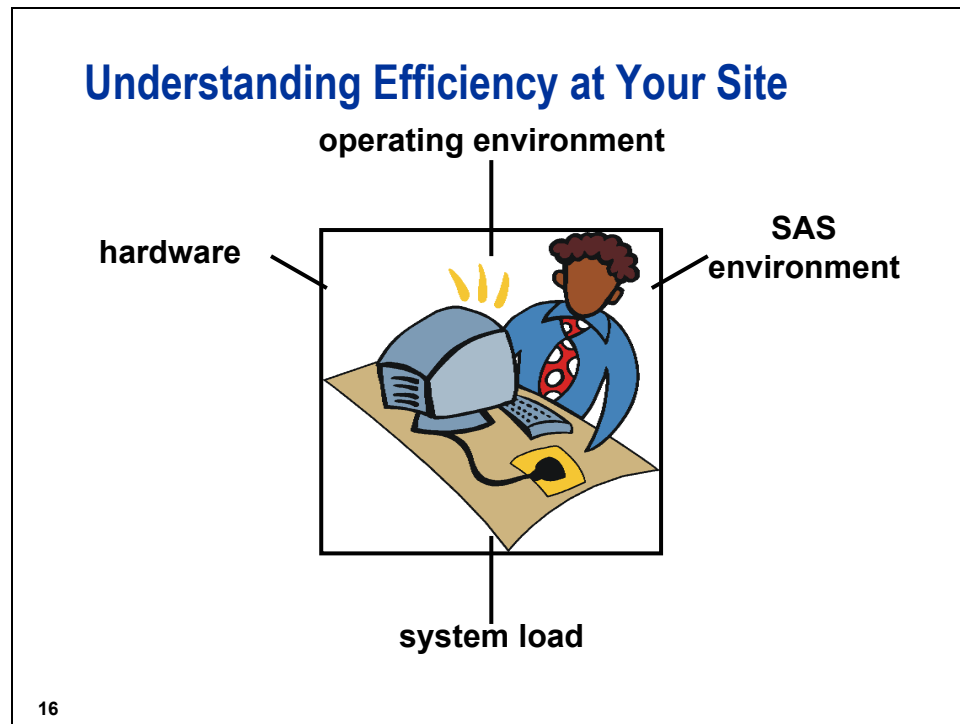 Understanding Efficiency at Your Site
operating environment
hardware
SAS
environment
system load
16